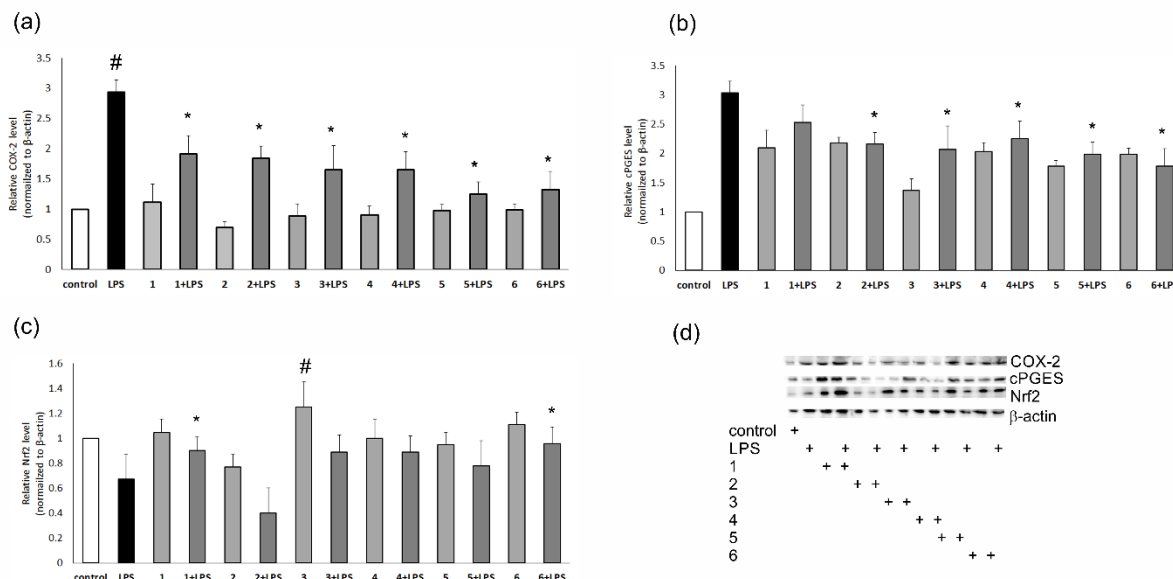 (a)
Relative COX-2 level
(normailzed to β-actin)
3.5
3
2.5
2
1.5
1
0.5
0
#
*
*
*
*
*
*
control LPS 1 1+LPS 2 2+LPS 3 3+LPS 4 4+LPS 5 5+LPS 6 6+LPS
(b)
Relative cPGES level
(normailzed to β-actin)
3.5
3
2.5
2
1.5
1
0.5
0
*
*
*
*
*
control LPS 1 1+LPS 2 2+LPS 3 3+LPS 4 4+LPS 5 5+LPS 6 6+LPS
(c)
Relative Nrf2 level
(normailzed to β-actin)
1.6
1.4
1.2
1
0.8
0.6
0.4
0.2
0
*
#
*
control LPS 1 1+LPS 2 2+LPS 3 3+LPS 4 4+LPS 5 5+LPS 6 6+LPS
(d)
COX-2
cPGES
Nrf2
β-actin
control +
LPS + + + + + + +
1 + +
2 + +
3 + +
4 + +
5 + +
6 + +